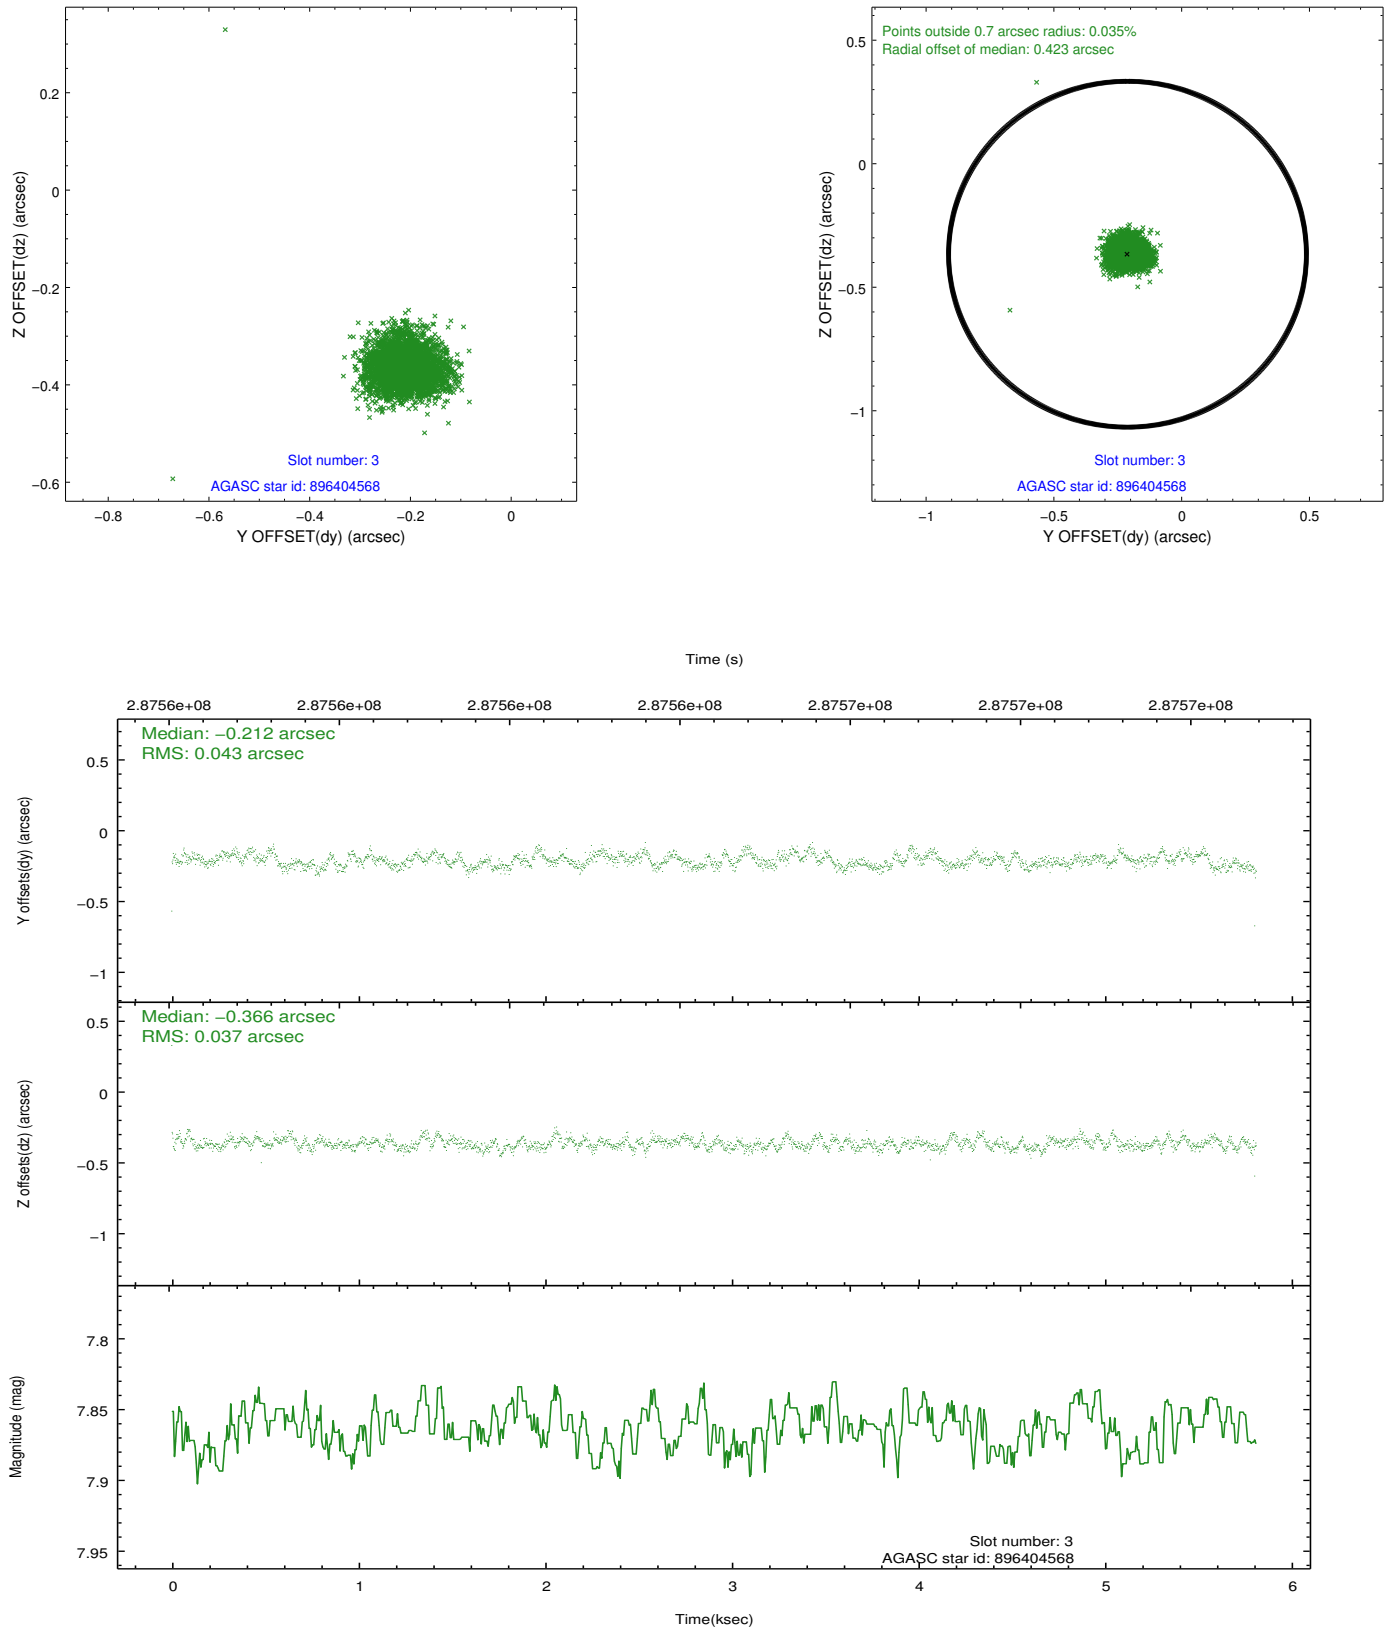 0.2
0
−0.2
−0.4
−0.6
Z OFFSET(dz) (arcsec)
Slot number: 3
AGASC star id: 896404568
−0.8
−0.6
−0.4
−0.2
0
Y OFFSET(dy) (arcsec)
Points outside 0.7 arcsec radius: 0.035%
Radial offset of median: 0.423 arcsec
0.5
0
−0.5
−1
Z OFFSET(dz) (arcsec)
Slot number: 3
AGASC star id: 896404568
−1
−0.5
0
0.5
Y OFFSET(dy) (arcsec)
Time (s)
2.8756e+08
2.8756e+08
2.8756e+08
2.8756e+08
2.8757e+08
2.8757e+08
2.8757e+08
Median: −0.212 arcsec
RMS: 0.043 arcsec
0.5
0
−0.5
−1
Y offsets(dy) (arcsec)
Median: −0.366 arcsec
RMS: 0.037 arcsec
0.5
0
−0.5
−1
Z offsets(dz) (arcsec)
7.8
7.85
7.9
7.95
Magnitude (mag)
Slot number: 3
AGASC star id: 896404568
0
1
2
3
4
5
6
Time(ksec)